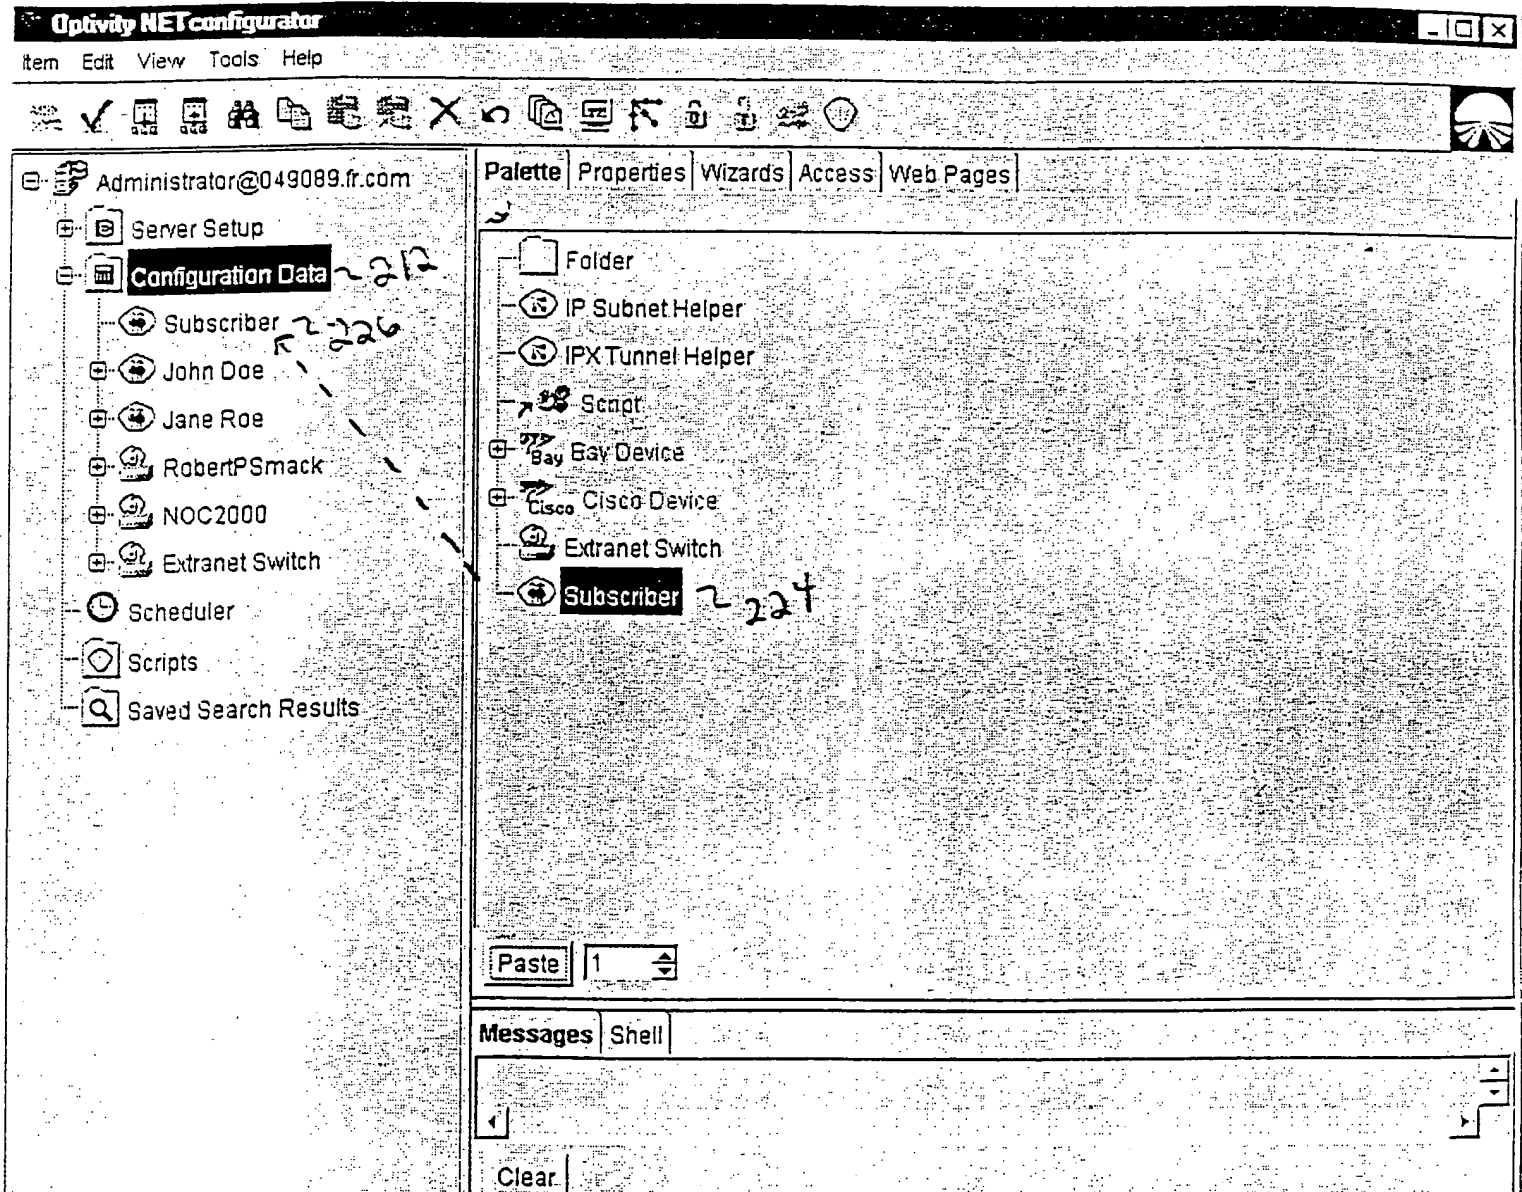 Optivity NETconfigurator
Item Edit View Tools Help
Administrator@049089.fr.com
Server Setup
Configuration Data ~ 212
Subscriber ~ 226
John Doe
Jane Roe
RobertPSmack
NOC2000
Extranet Switch
Scheduler
Scripts
Saved Search Results
Palette Properties Wizards Access Web Pages
Folder
IP Subnet Helper
IPX Tunnel Helper
Script
Bay Bay Device
Cisco Cisco Device
Extranet Switch
Subscriber ~ 224
Paste 1
Messages Shell
Clear